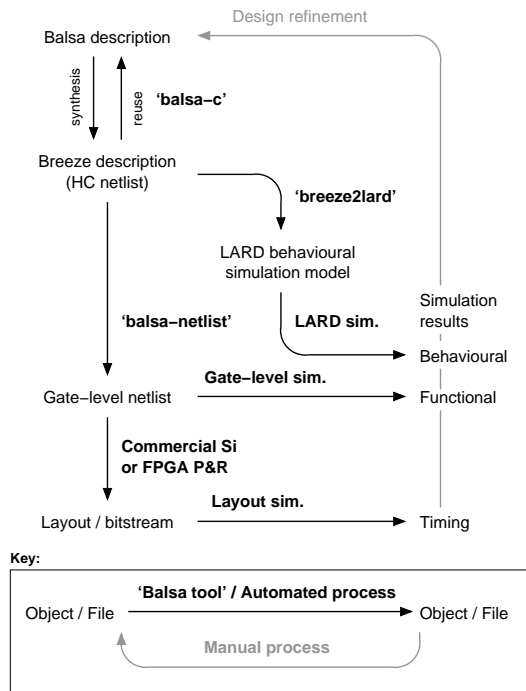 Design refinement
Balsa description
synthesis
reuse
‘balsa−c’
Breeze description
(HC netlist)
‘breeze2lard’
LARD behavioural
simulation model
Simulation
results
‘balsa−netlist’
LARD sim.
Behavioural
Gate−level sim.
Gate−level netlist
Functional
Commercial Si
or FPGA P&R
Layout sim.
Layout / bitstream
Timing
Key:
‘Balsa tool’ / Automated process
Object / File
Object / File
Manual process